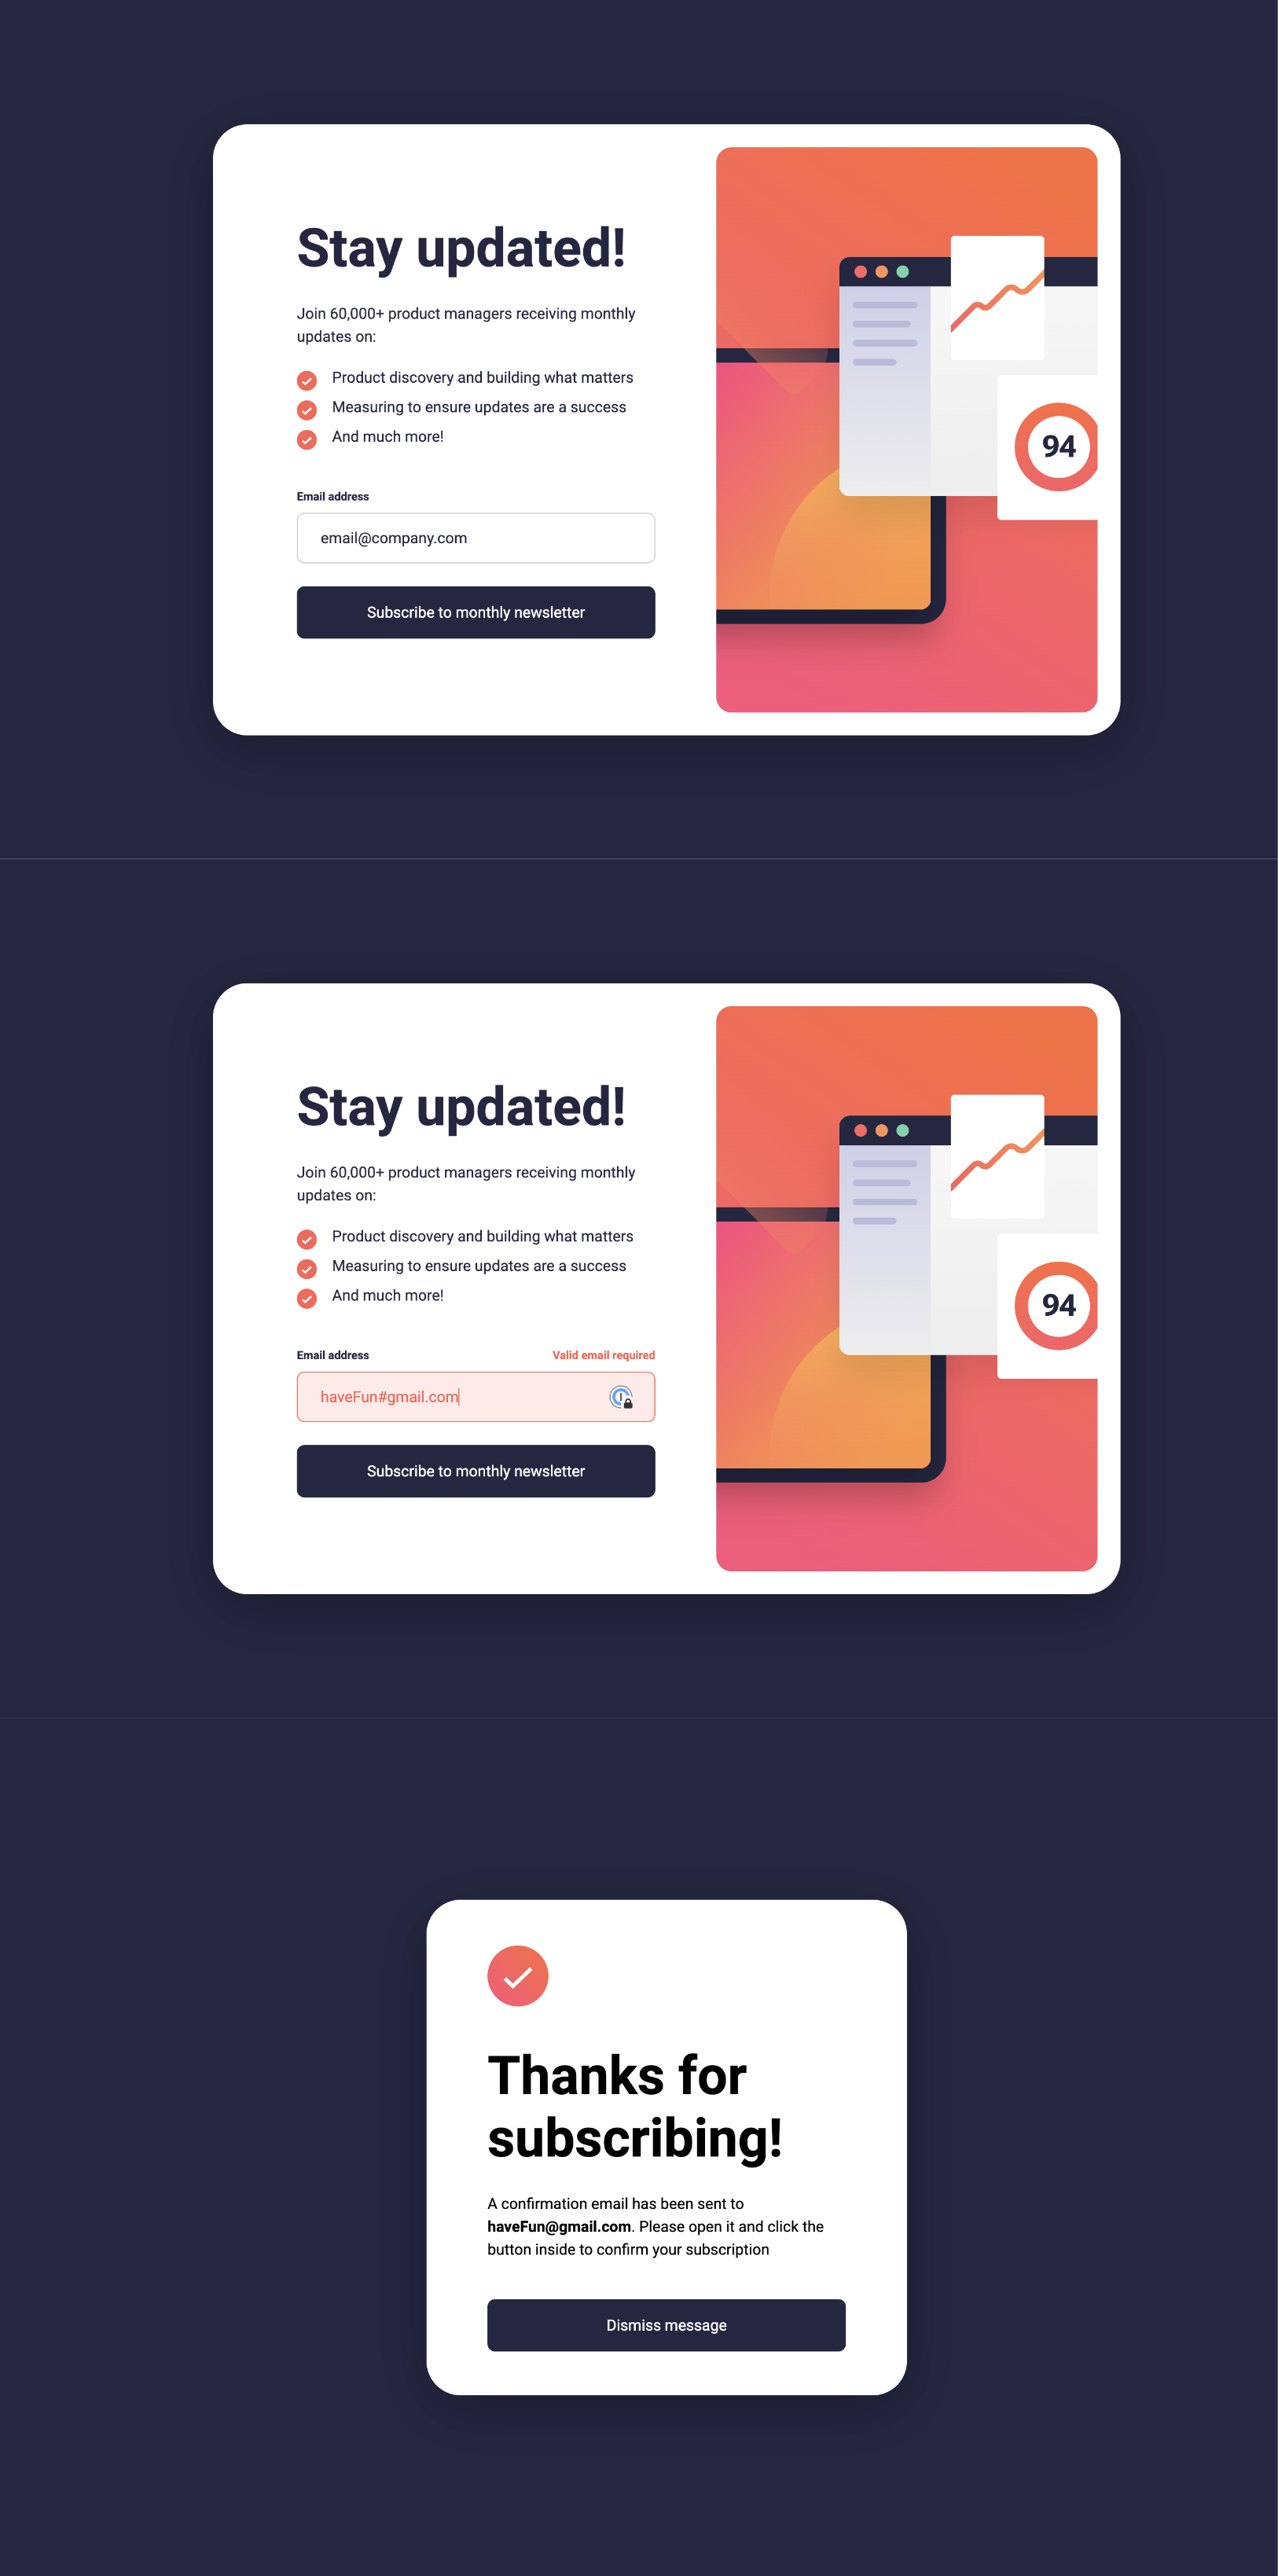 Stay updated!
Join 60,000+ product managers receiving monthly
updates on:
Product discovery and building what matters
Measuring to ensure updates are a success
And much more!
Email address
email@company.com
Subscribe to monthly newsletter
94
Stay updated!
Join 60,000+ product managers receiving monthly
updates on:
Product discovery and building what matters
Measuring to ensure updates are a success
And much more!
Email address Valid email required
haveFun#gmail.com
Subscribe to monthly newsletter
94
Thanks for
subscribing!
A confirmation email has been sent to
haveFun@gmail.com. Please open it and click the
button inside to confirm your subscription
Dismiss message